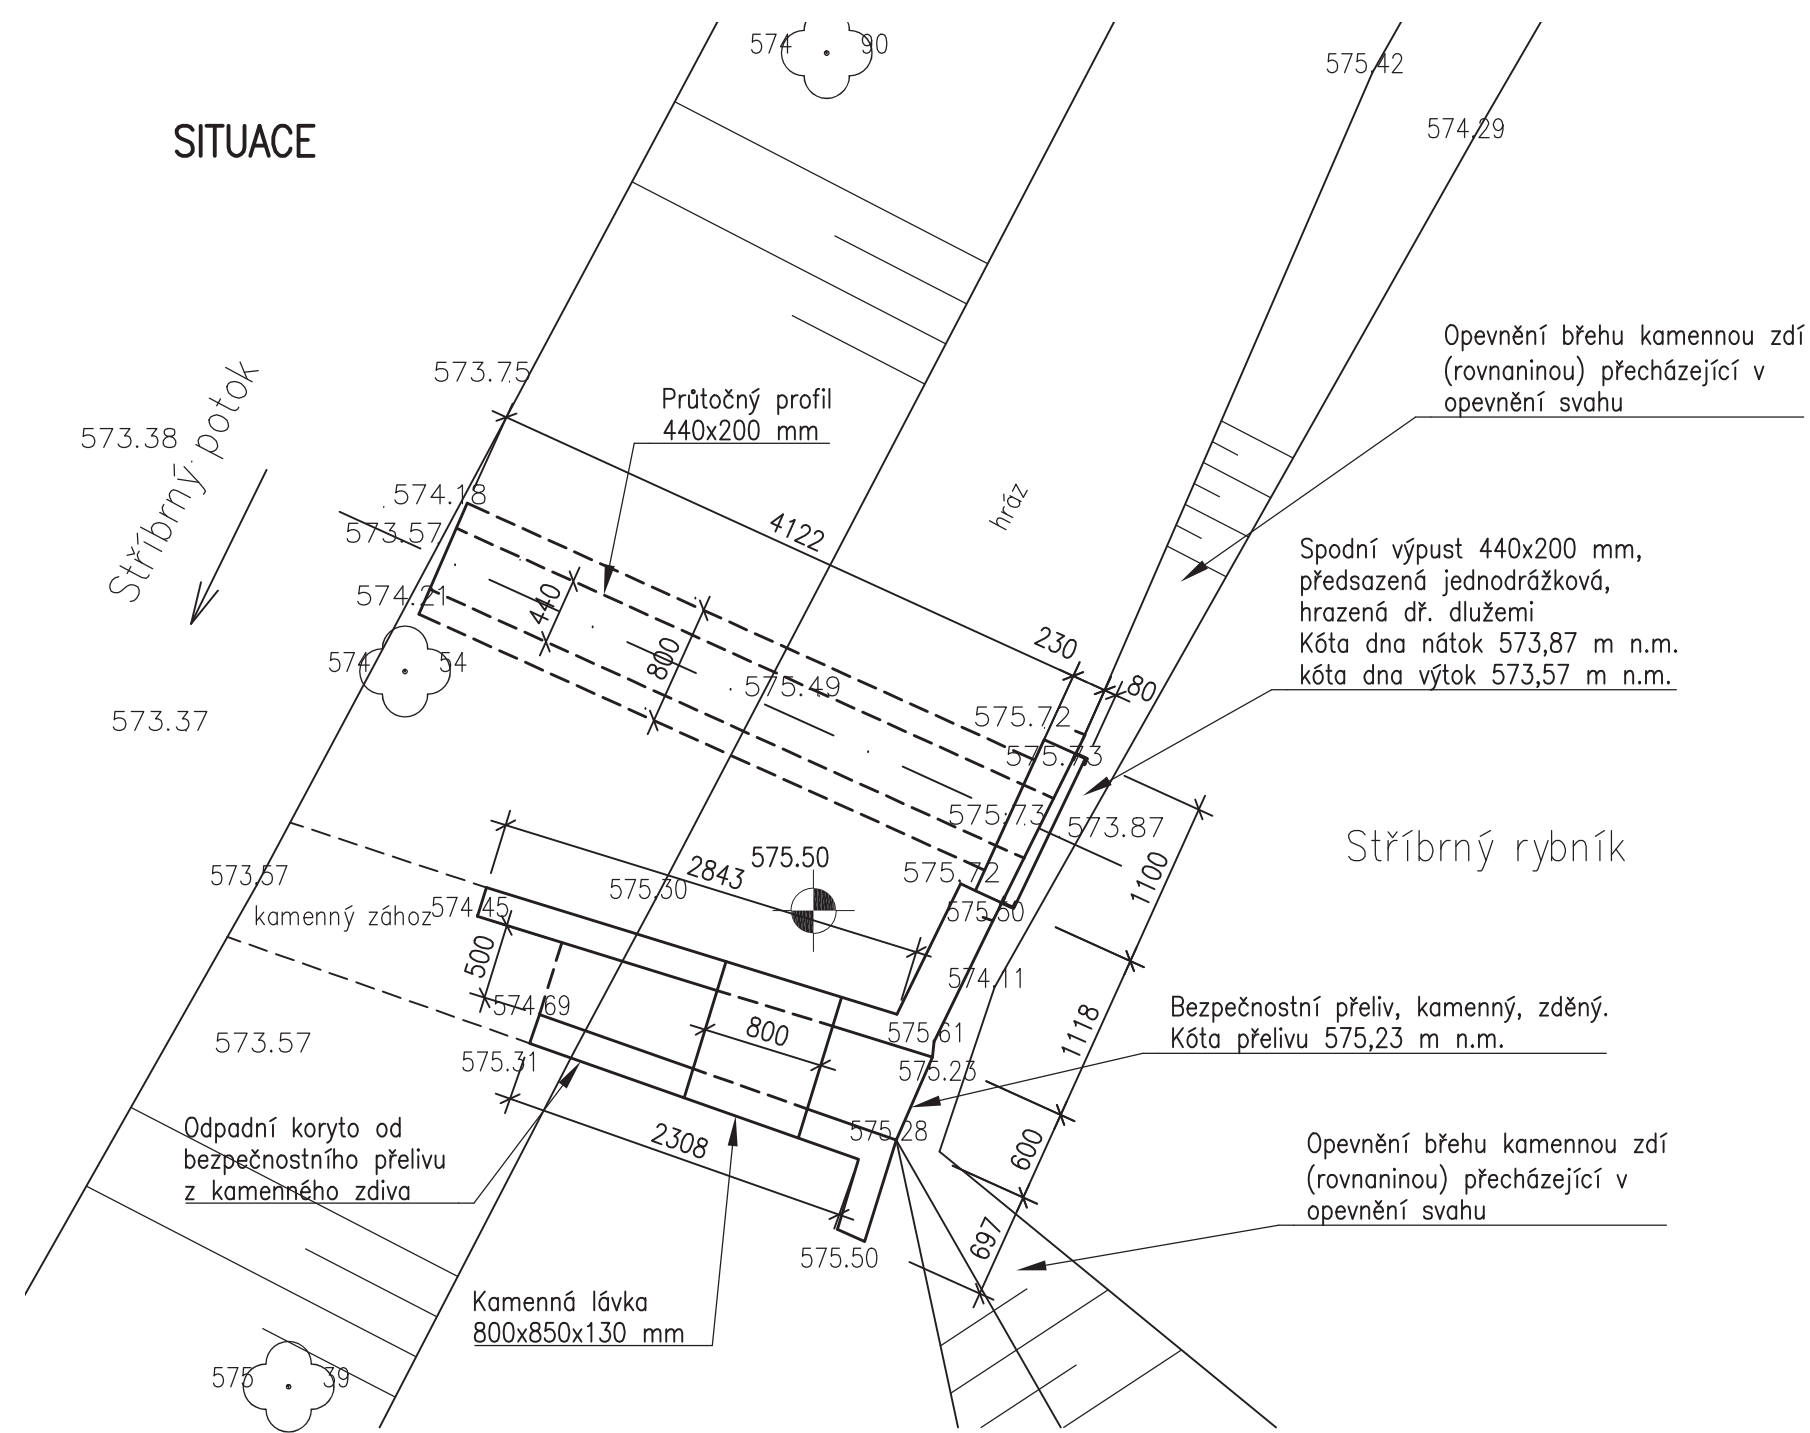 574 90
575.42
574.29
SITUACE
Opevnění břehu kamennou zdí
(rovnaninou) přecházející v
opevnění svahu
573.75
Průtočný profil
440x200 mm
573.38
Stříbrný potok
574.18
573.57
574.21
hráz
4122
440
800
230
80
Spodní výpust 440x200 mm,
předsazená jednodrážková,
hrazená dř. dlužemi
Kóta dna nátok 573,87 m n.m.
kóta dna výtok 573,57 m n.m.
574 54
573.37
575.49
575.72
575.73
575.73
573.87
Stříbrný rybník
1100
575.50
2843
575.72
573.57
575.30
kamenný zához
574.45
575.50
500
574.11
574.69
1118
Bezpečnostní přeliv, kamenný, zděný.
Kóta přelivu 575,23 m n.m.
800
575.61
573.57
575.31
575.23
Odpadní koryto od
bezpečnostního přelivu
z kamenného zdiva
2308
575.28
600
Opevnění břehu kamennou zdí
(rovnaninou) přecházející v
opevnění svahu
697
575.50
Kamenná lávka
800x850x130 mm
575 39